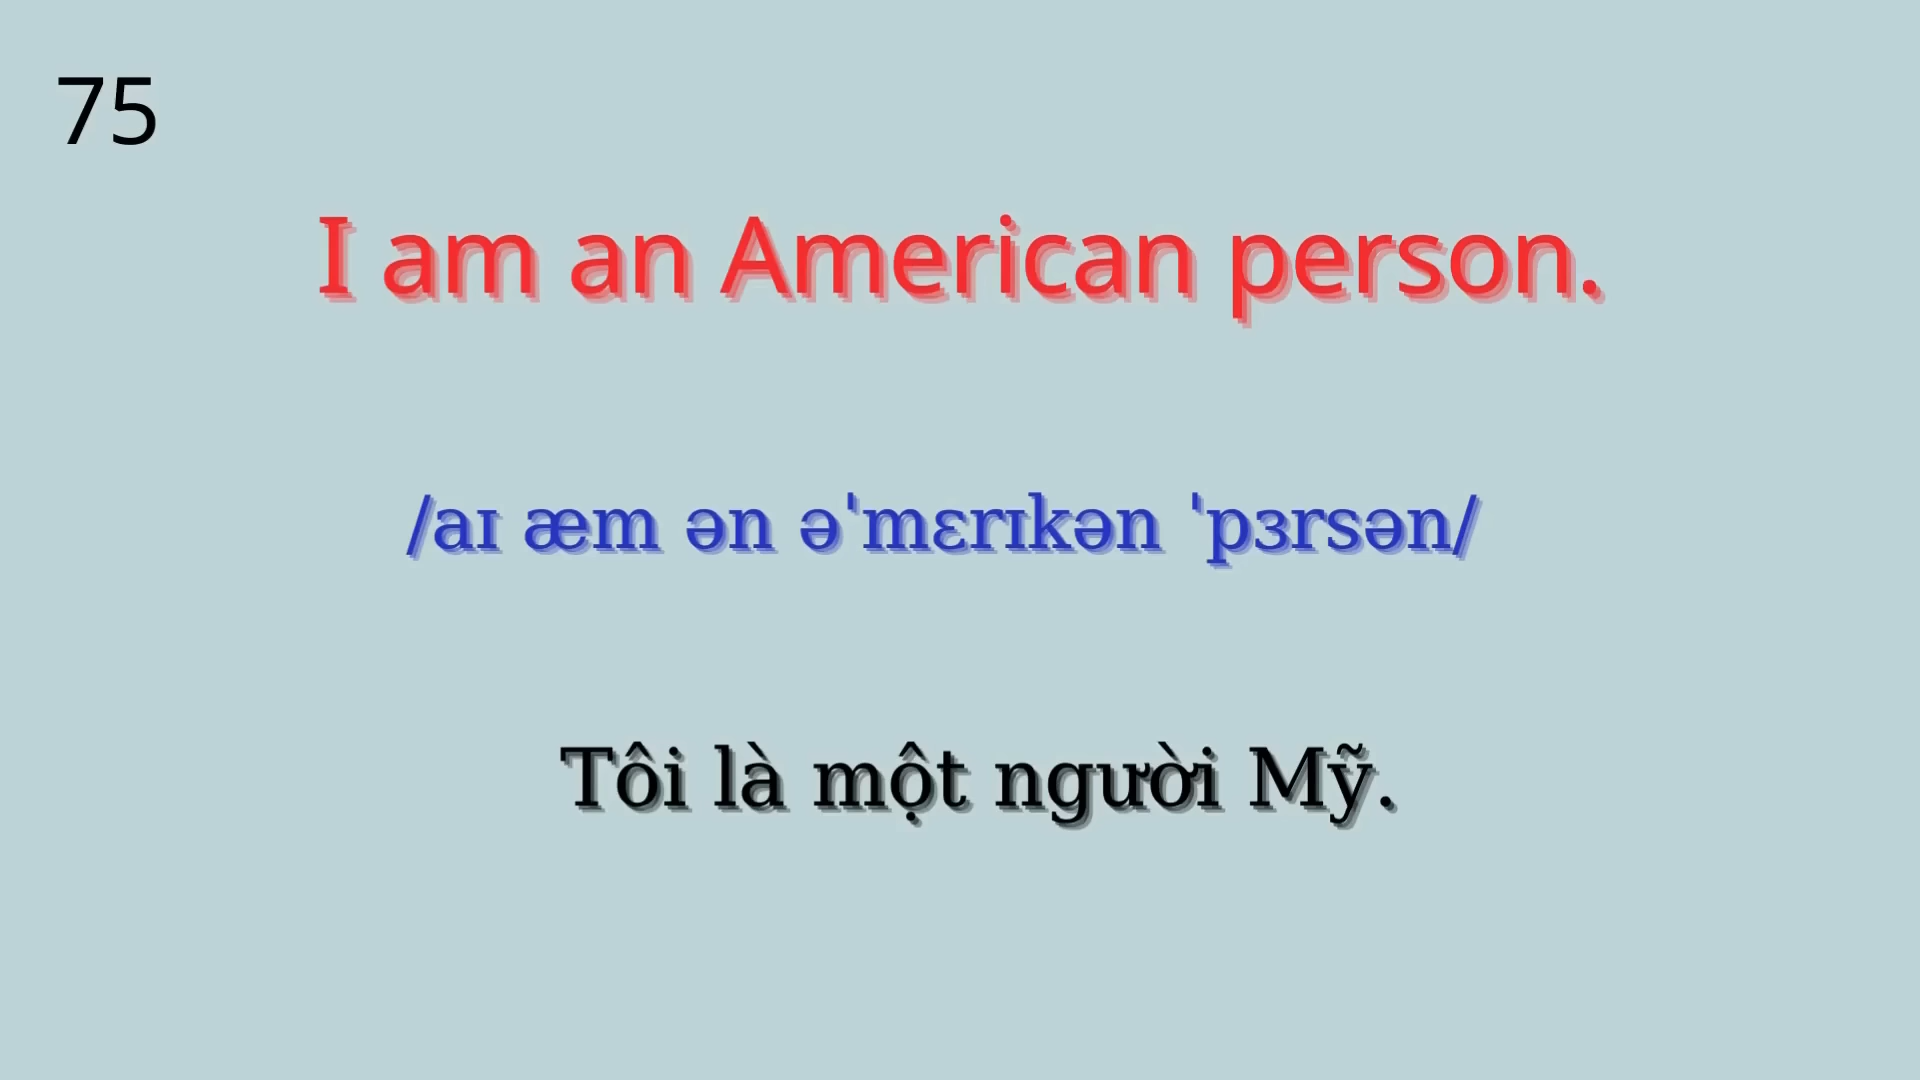 75
I am an American person.
/aɪ æm ən əˈmɛrɪkən ˈpɜrsən/
Tôi là một người Mỹ.